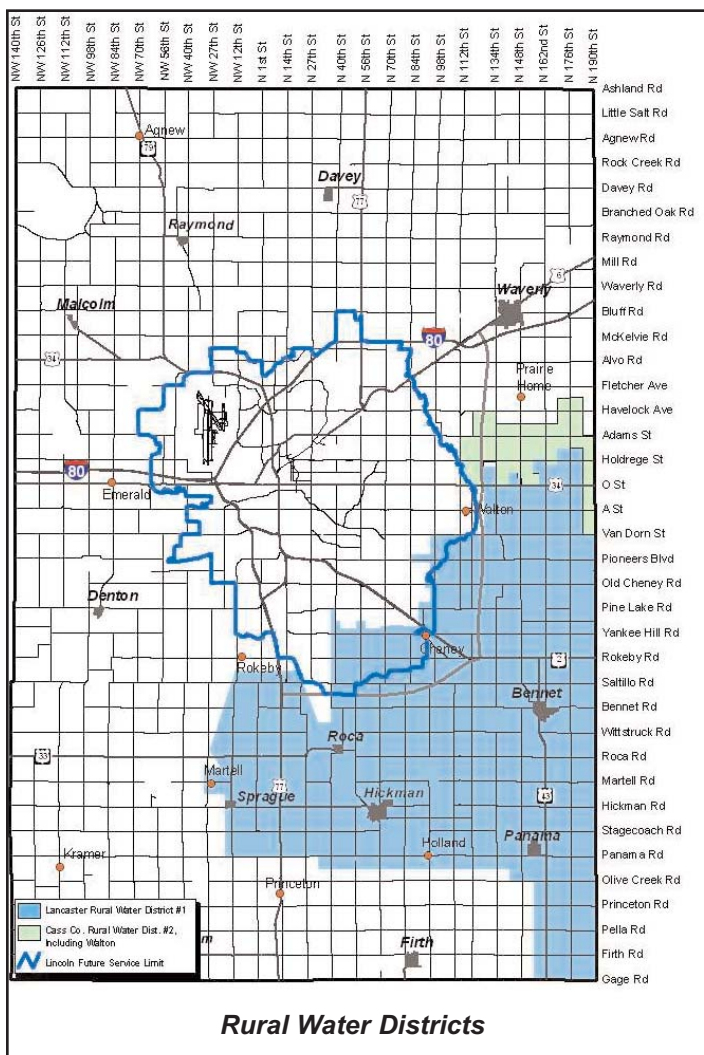 NW 140th St
NW 126th St
NW 112th St
NW 98th St
NW 84th St
NW 70th St
NW 56th St
NW 40th St
NW 27th St
NW 12th St
N 1st St
N 14th St
N 27th St
N 40th St
N 56th St
N 70th St
N 84th St
N 98th St
N 112th St
N 134th St
N 148th St
N 162nd St
N 176th St
N 190th St
Ashland Rd
Little Salt Rd
Agnew Rd
Rock Creek Rd
Davey Rd
Branched Oak Rd
Raymond Rd
Mill Rd
Waverly Rd
Bluff Rd
McKelvie Rd
Alvo Rd
Fletcher Ave
Havelock Ave
Adams St
Holdrege St
O St
A St
Van Dorn St
Pioneers Blvd
Old Cheney Rd
Pine Lake Rd
Yankee Hill Rd
Rokeby Rd
Saltillo Rd
Bennet Rd
Wittstruck Rd
Roca Rd
Martell Rd
Hickman Rd
Stagecoach Rd
Panama Rd
Olive Creek Rd
Princeton Rd
Pella Rd
Firth Rd
Gage Rd
Agnew
79
Davey
77
Raymond
6
Waverly
Malcolm
80
34
Prairie
Home
80
Emerald
34
Walton
Denton
Cheney
Rokeby
2
Bennet
Roca
33
Martell
77
43
Sprague
Hickman
Kramer
Holland
Panama
Princeton
Firth
Lancaster Rural Water District #1
Cass Co. Rural Water Dist. #2,
Including Walton
Lincoln Future Service Limit
Rural Water Districts